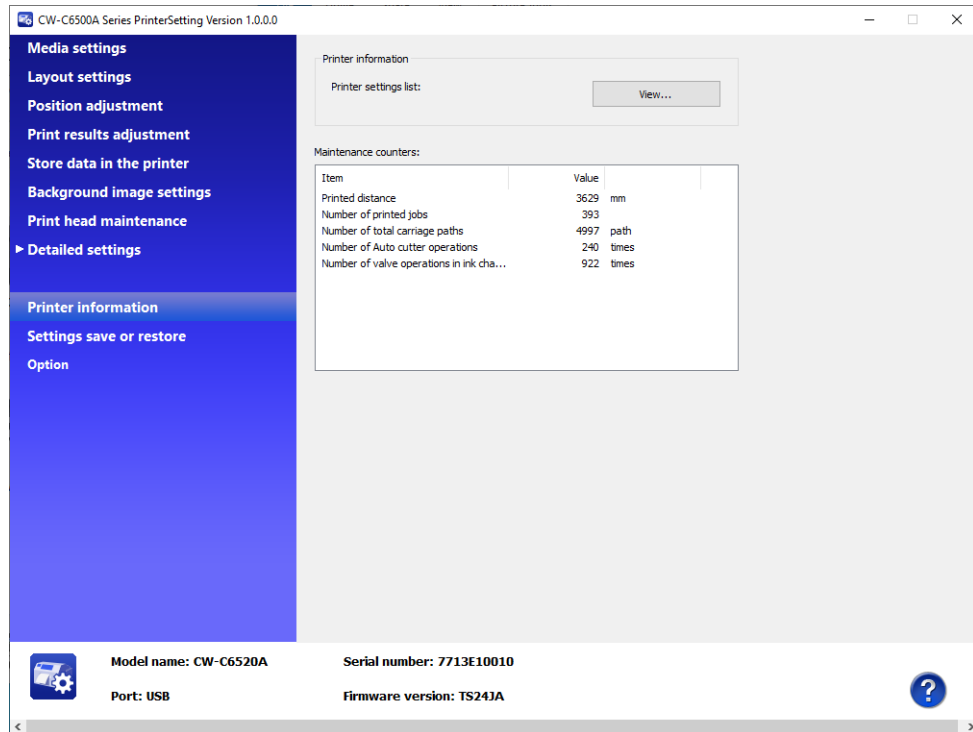 CW-C6500A Series PrinterSetting Version 1.0.0.0
Media settings
Layout settings
Position adjustment
Print results adjustment
Store data in the printer
Background image settings
Print head maintenance
Detailed settings
Printer information
Settings save or restore
Option
Printer information
Printer settings list:
View...
Maintenance counters:
Item Value
Printed distance 3629 mm
Number of printed jobs 393
Number of total carriage paths 4997 path
Number of Auto cutter operations 240 times
Number of valve operations in ink cha... 922 times
Model name: CW-C6520A Serial number: 7713E10010
Port: USB Firmware version: TS24JA
?